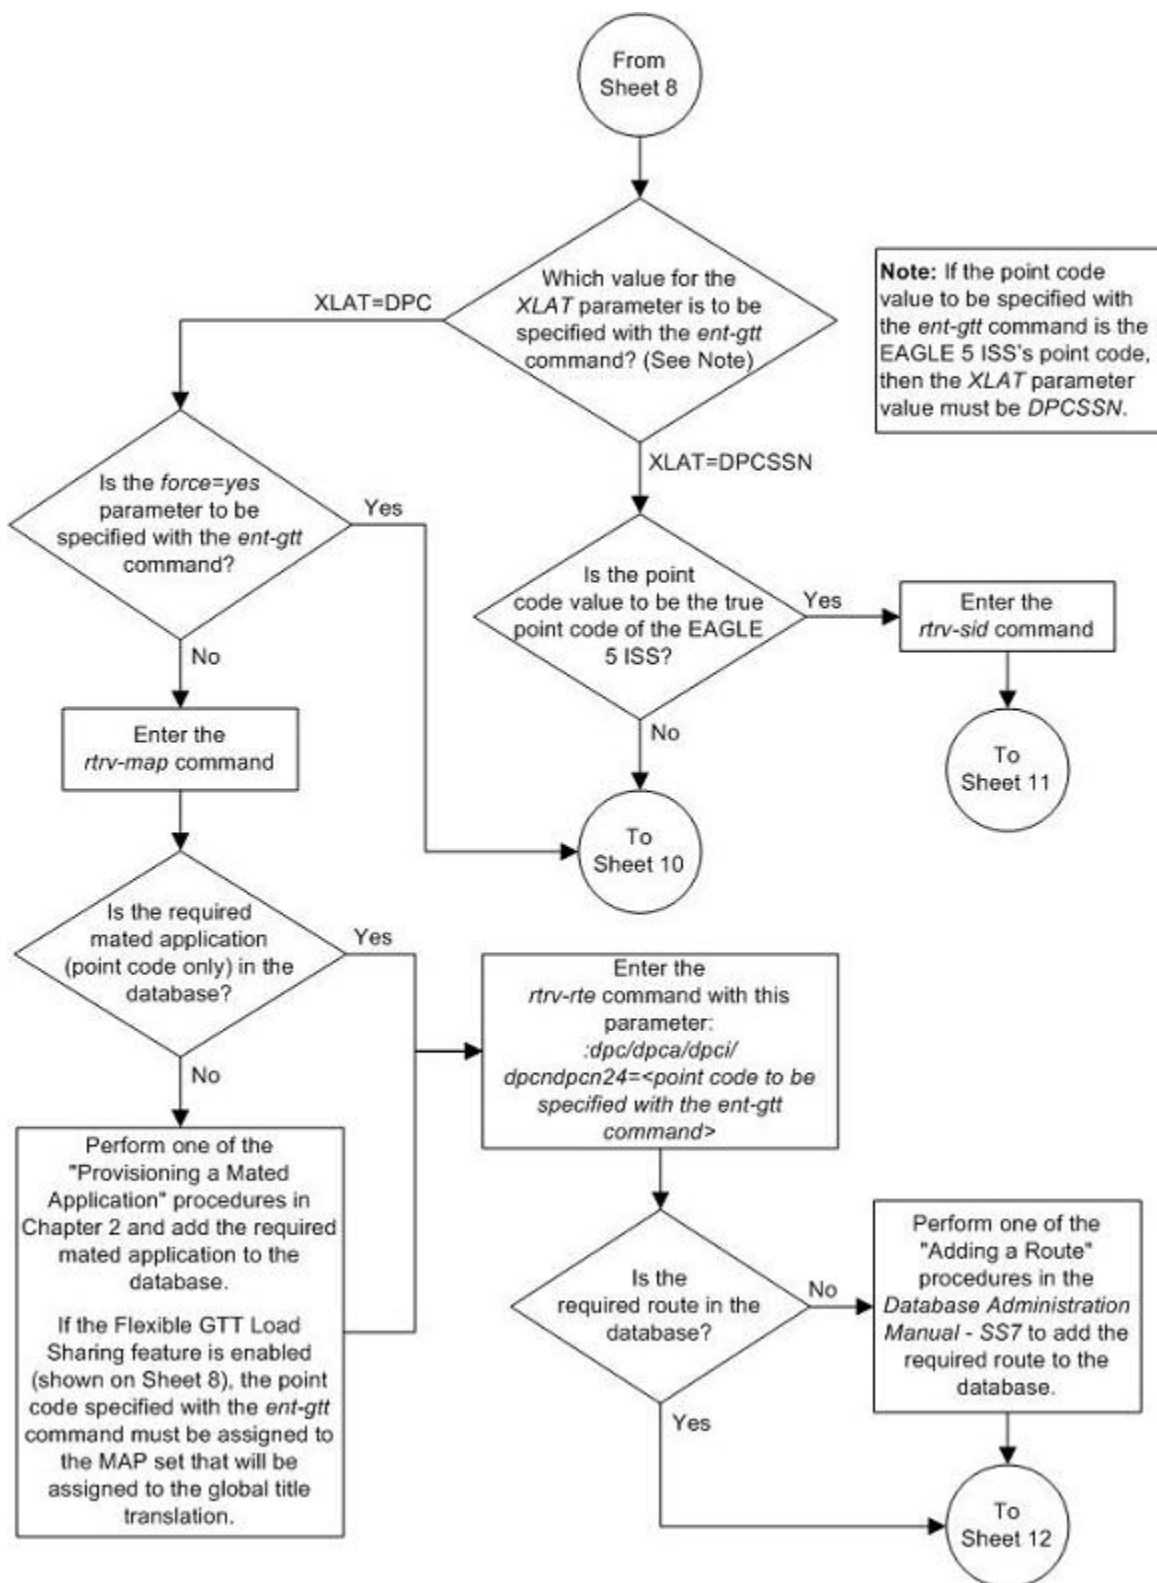 From
Sheet 8
Which value for the
XLAT parameter is to be
specified with the ent-gtt
command? (See Note)
XLAT=DPC
XLAT=DPCSSN
Note: If the point code
value to be specified with
the ent-gtt command is the
EAGLE 5 ISS's point code,
then the XLAT parameter
value must be DPCSSN.
Is the force=yes
parameter to be
specified with the ent-gtt
command?
Yes
No
Is the point
code value to be the true
point code of the EAGLE
5 ISS?
Yes
No
Enter the
rtrv-sid command
To
Sheet 11
Enter the
rtrv-map command
To
Sheet 10
Is the required
mated application
(point code only) in the
database?
Yes
No
Enter the
rtrv-rte command with this
parameter:
:dpc/dpca/dpci/
dpcndpcn24=<point code to be
specified with the ent-gtt
command>
Perform one of the
"Provisioning a Mated
Application" procedures in
Chapter 2 and add the required
mated application to the
database.
If the Flexible GTT Load
Sharing feature is enabled
(shown on Sheet 8), the point
code specified with the ent-gtt
command must be assigned to
the MAP set that will be
assigned to the global title
translation.
Is the
required route in the
database?
No
Yes
Perform one of the
"Adding a Route"
procedures in the
Database Administration
Manual - SS7 to add the
required route to the
database.
To
Sheet 12